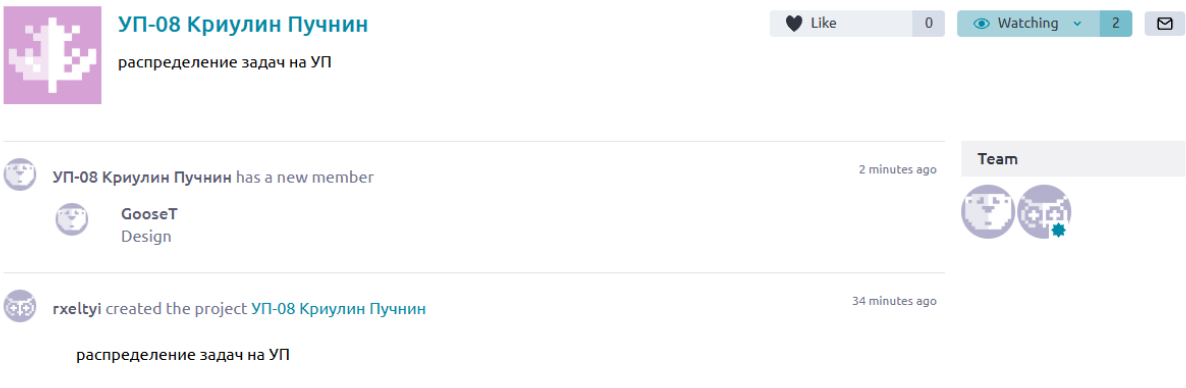 УП-08 Криулин Пучнин
Like 0
Watching 2
распределение задач на УП
УП-08 Криулин Пучнин has a new member
2 minutes ago
GooseT
Design
rxeltyi created the project УП-08 Криулин Пучнин
34 minutes ago
распределение задач на УП
Team